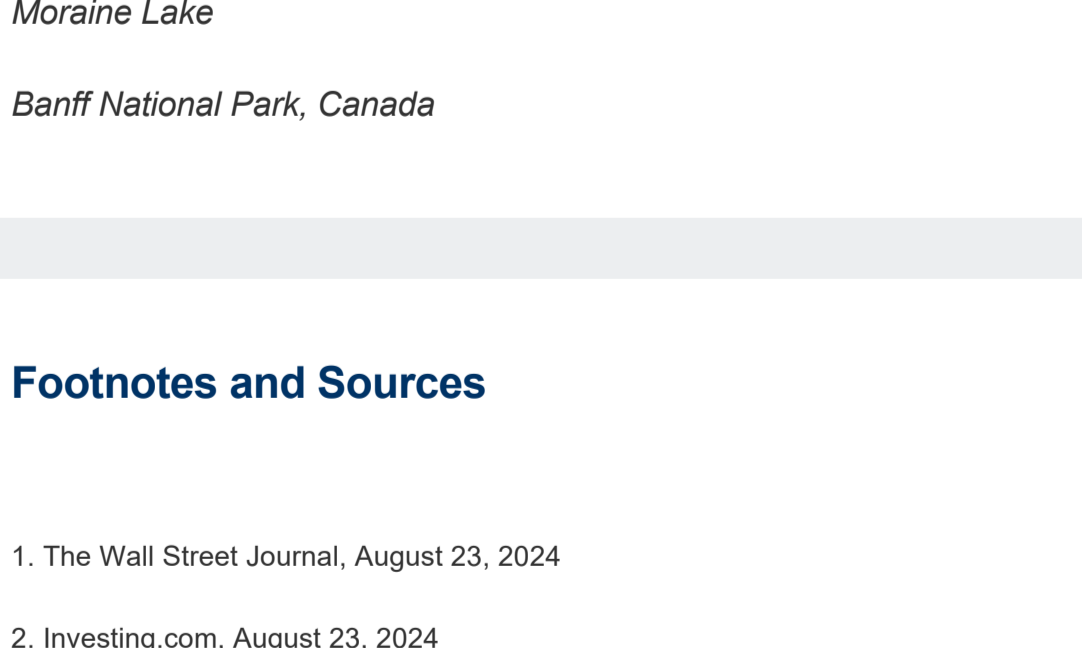 Moraine Lake
Banff National Park, Canada
Footnotes and Sources
1. The Wall Street Journal, August 23, 2024
2. Investing.com, August 23, 2024